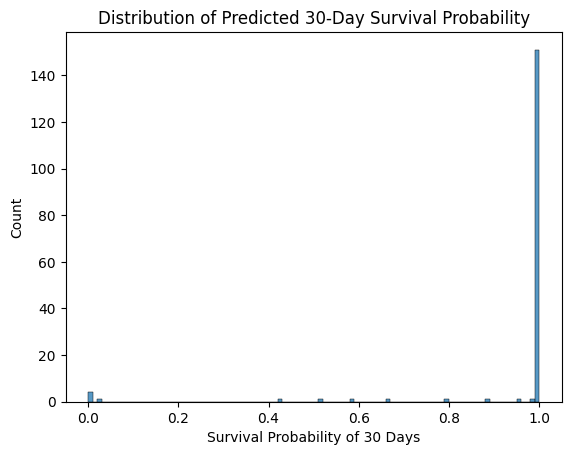 Distribution of Predicted 30-Day Survival Probability
Count
140
120
100
80
60
40
20
0
0.0 0.2 0.4 0.6 0.8 1.0
Survival Probability of 30 Days